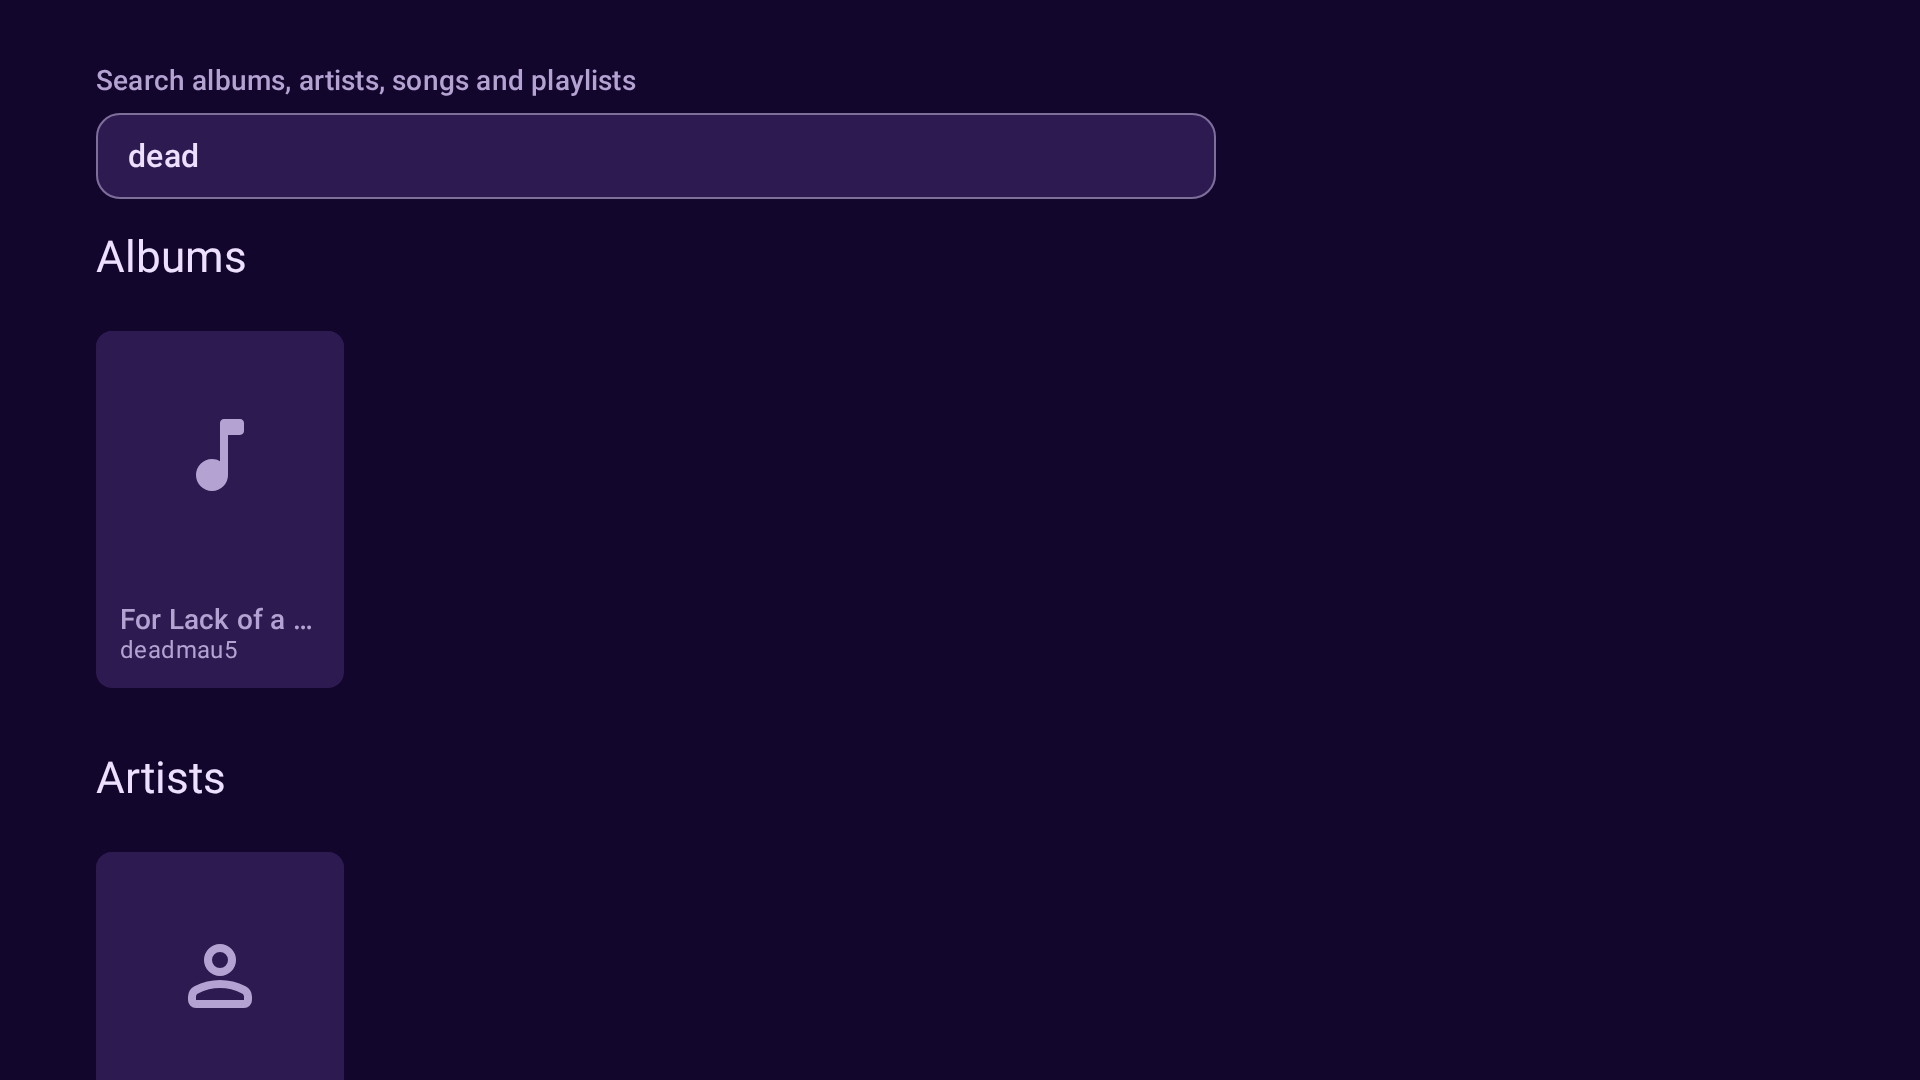 Search albums, artists, songs and playlists
dead
Albums
For Lack of a ...
deadmau5
Artists